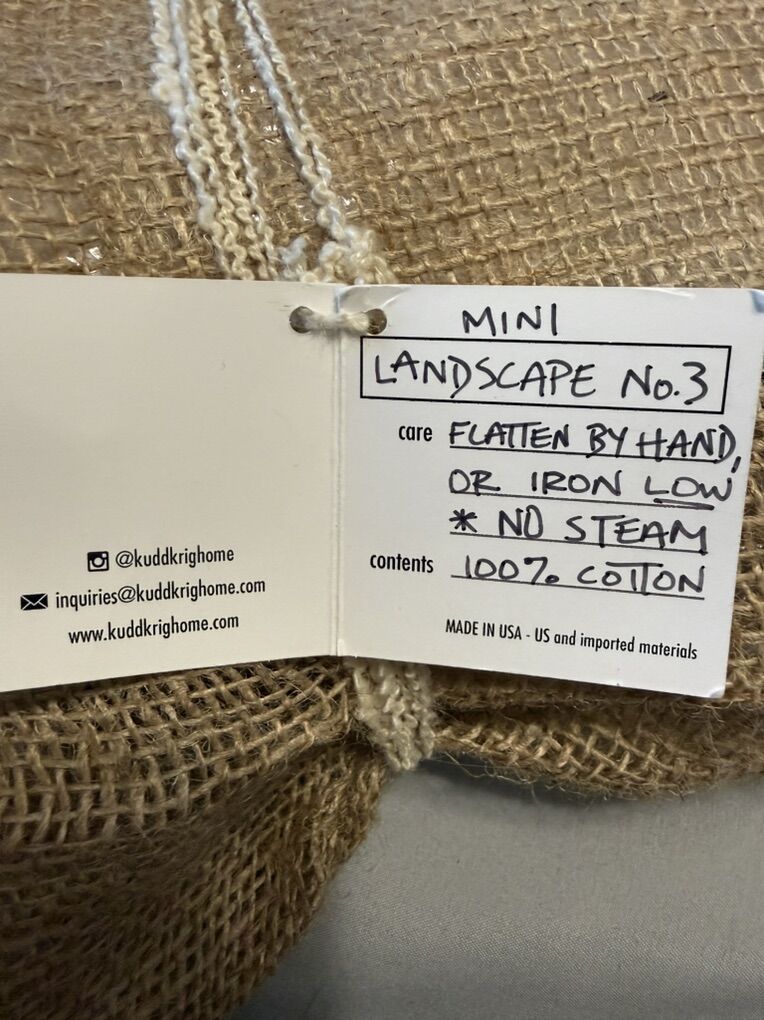 @kuddkrighome
inquiries@kuddkrighome.com
www.kuddkrighome.com
MINI
LANDSCAPE No.3
care FLATTEN BY HAND,
OR IRON LOW
* NO STEAM
contents 100% COTTON
MADE IN USA - US and imported materials